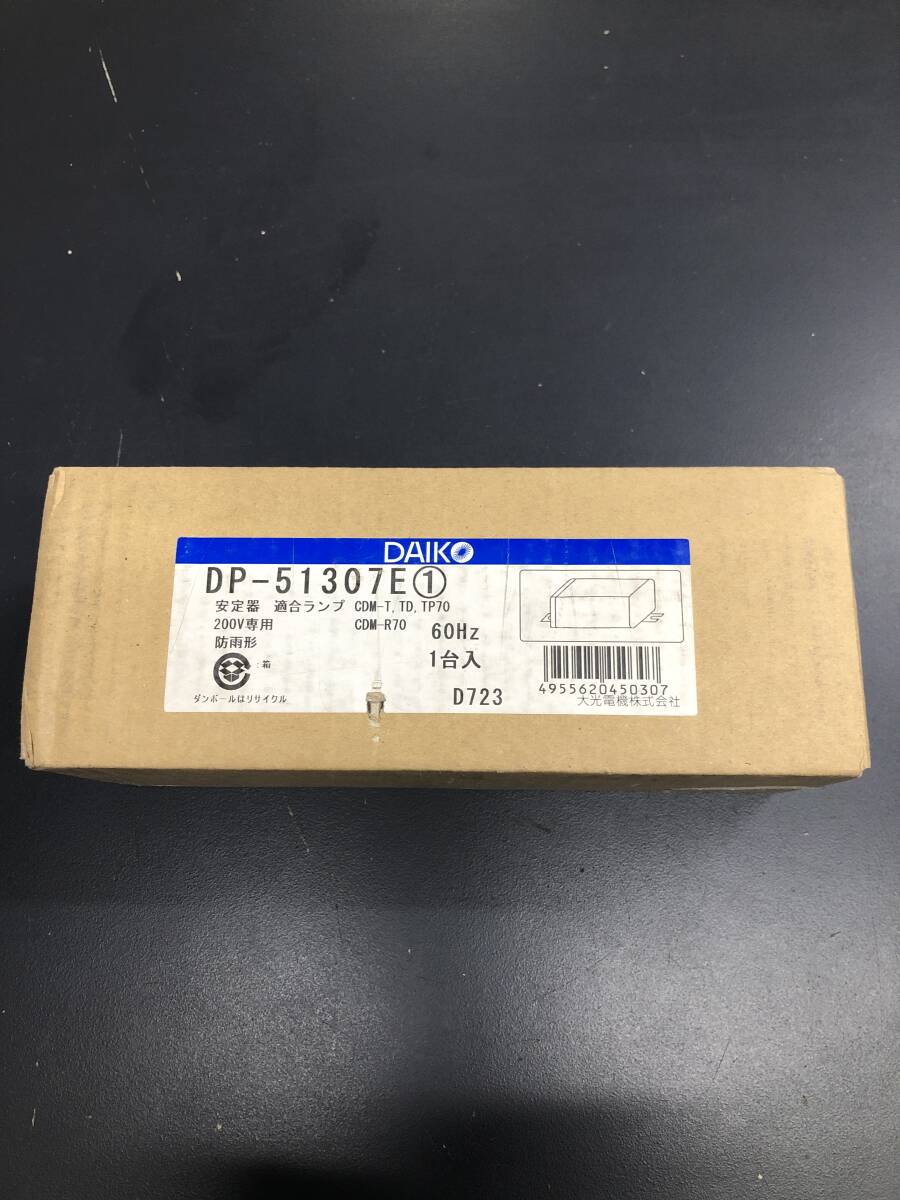 DAIKO
DP-51307E①
安定器 適合ランプ CDM-T,TD,TP70
200V専用 CDM-R70
防雨形
60Hz
1台入
:箱
ダンボールはリサイクル
D723
4955620450307
大光電機株式会社